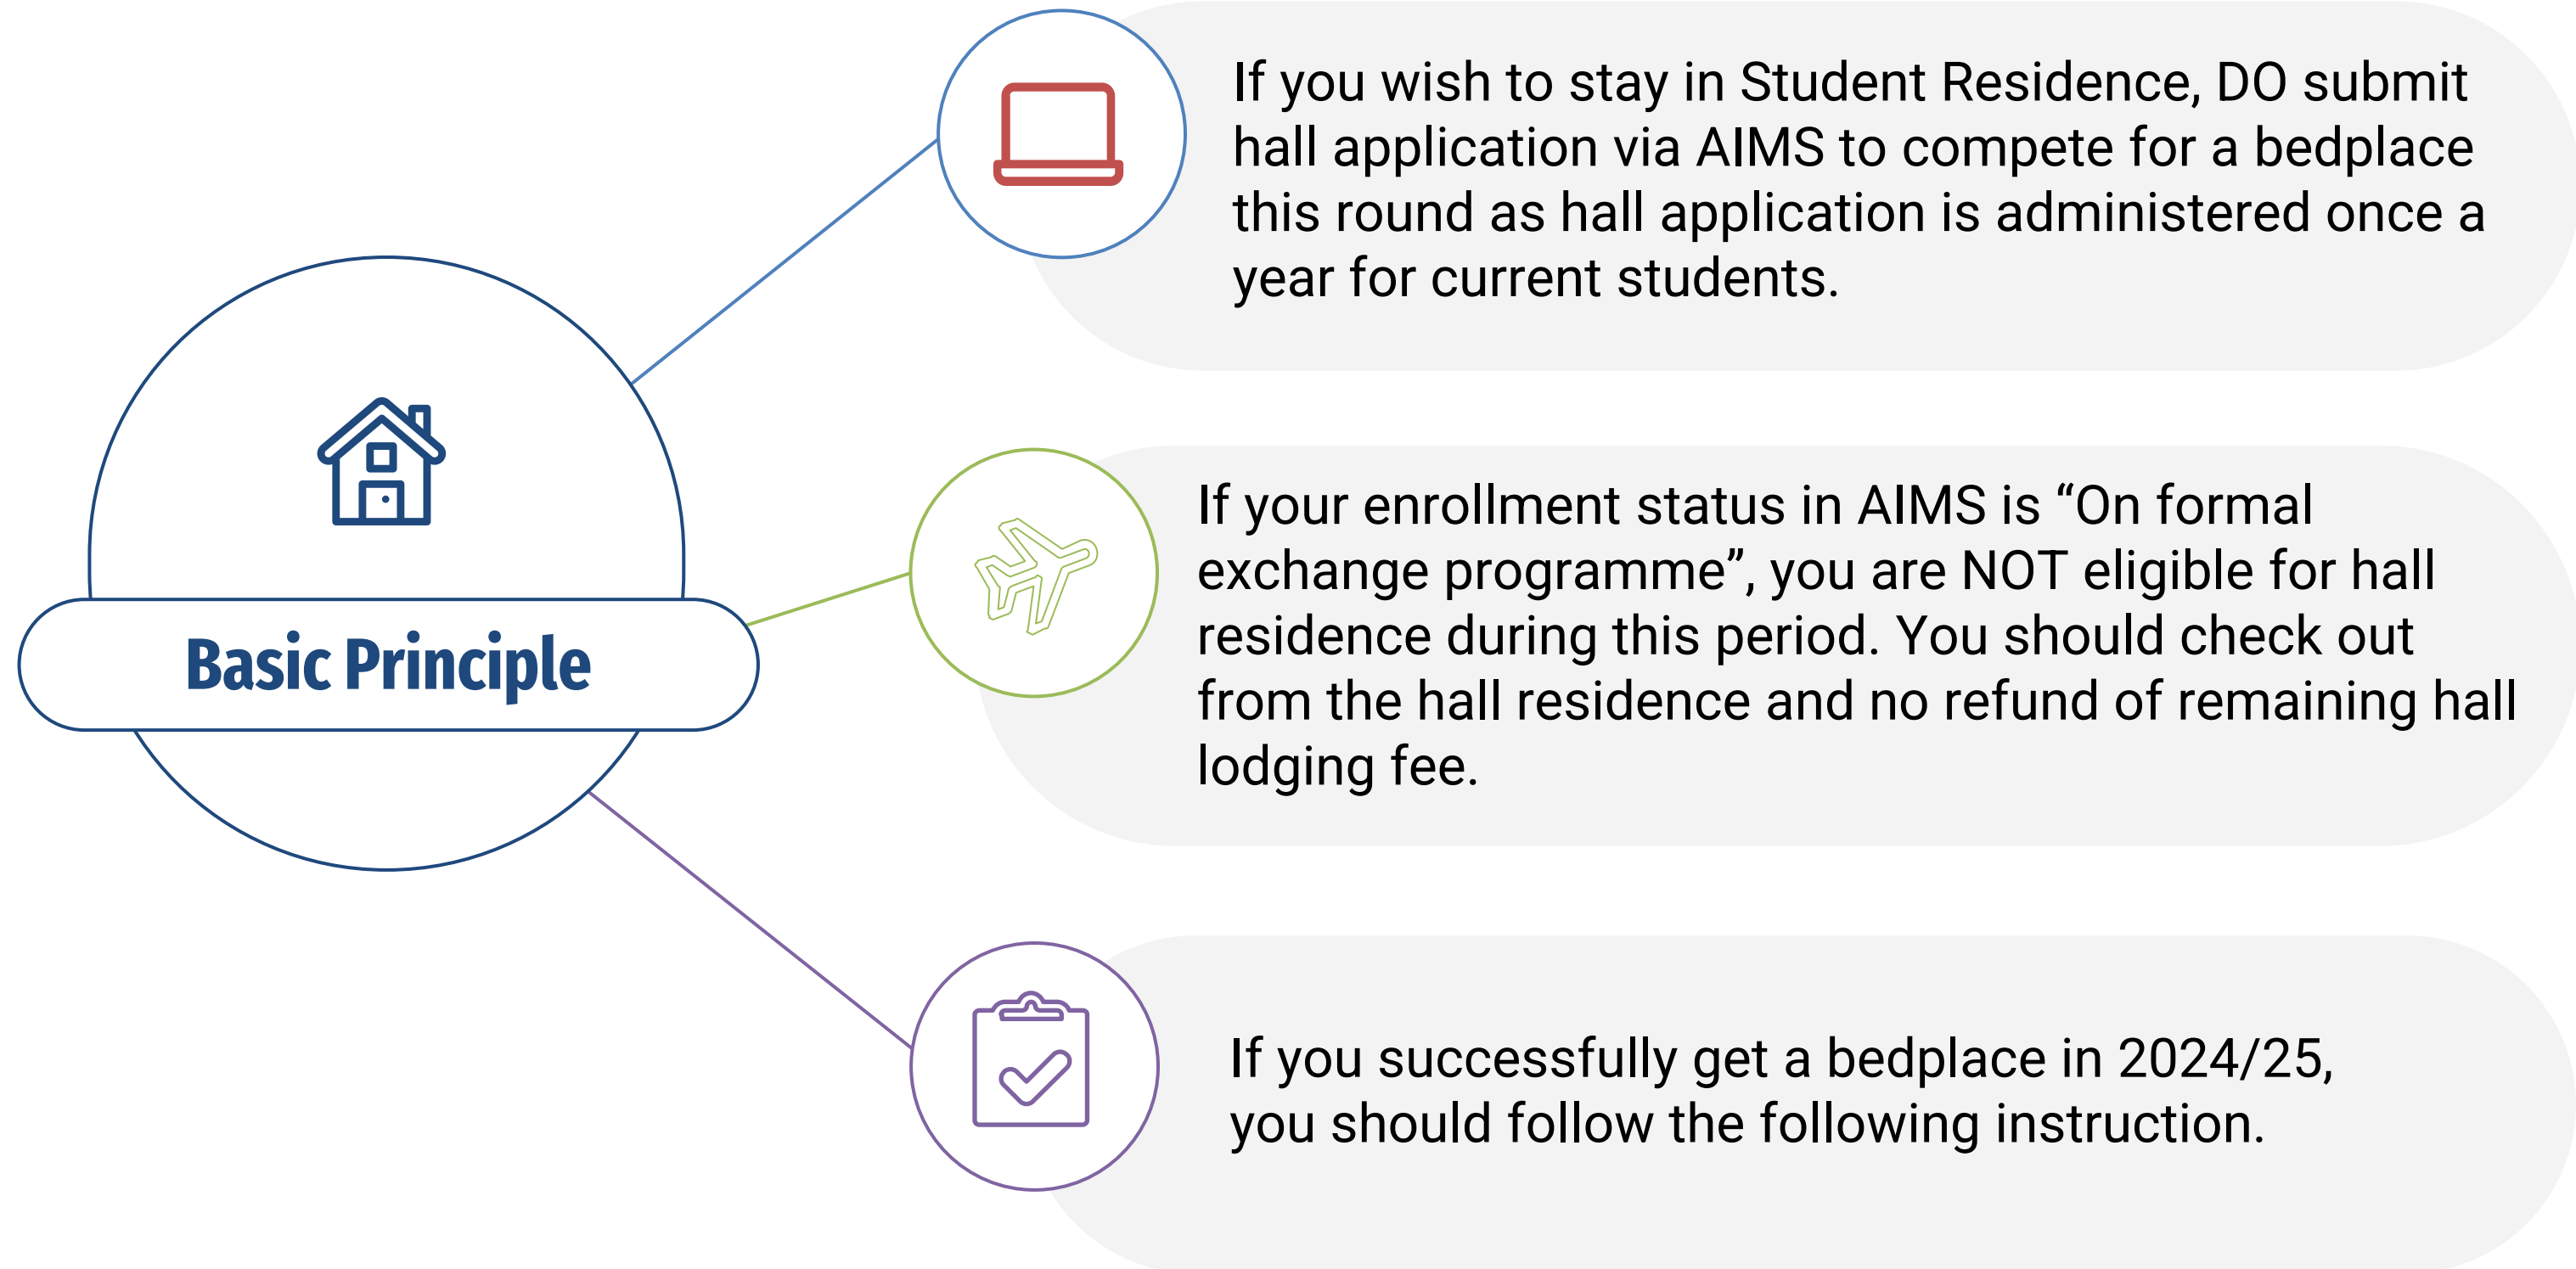 Basic Principle
If you wish to stay in Student Residence, DO submit
hall application via AIMS to compete for a bedplace
this round as hall application is administered once a
year for current students.
If your enrollment status in AIMS is “On formal
exchange programme”, you are NOT eligible for hall
residence during this period. You should check out
from the hall residence and no refund of remaining hall
lodging fee.
If you successfully get a bedplace in 2024/25,
you should follow the following instruction.